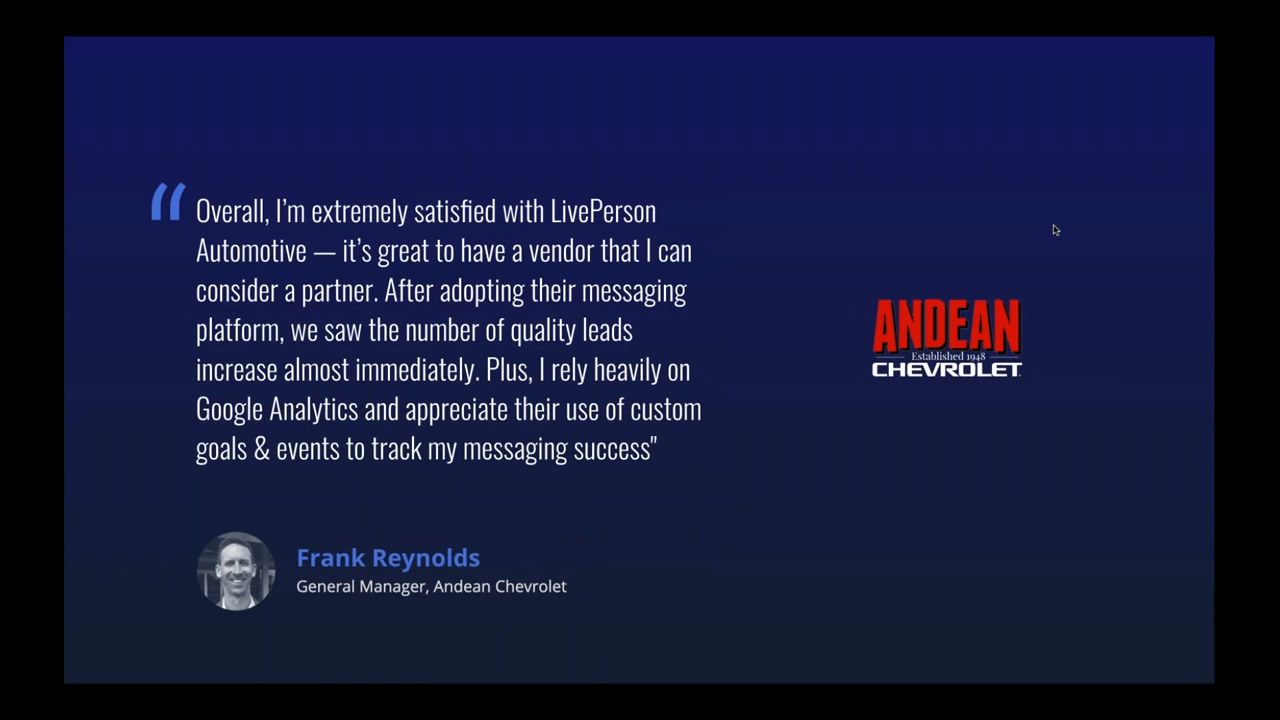 “ Overall, I’m extremely satisfied with LivePerson
Automotive — it’s great to have a vendor that I can
consider a partner. After adopting their messaging
platform, we saw the number of quality leads
increase almost immediately. Plus, I rely heavily on
Google Analytics and appreciate their use of custom
goals & events to track my messaging success"
Frank Reynolds
General Manager, Andean Chevrolet
ANDEAN
Established 1948
CHEVROLET